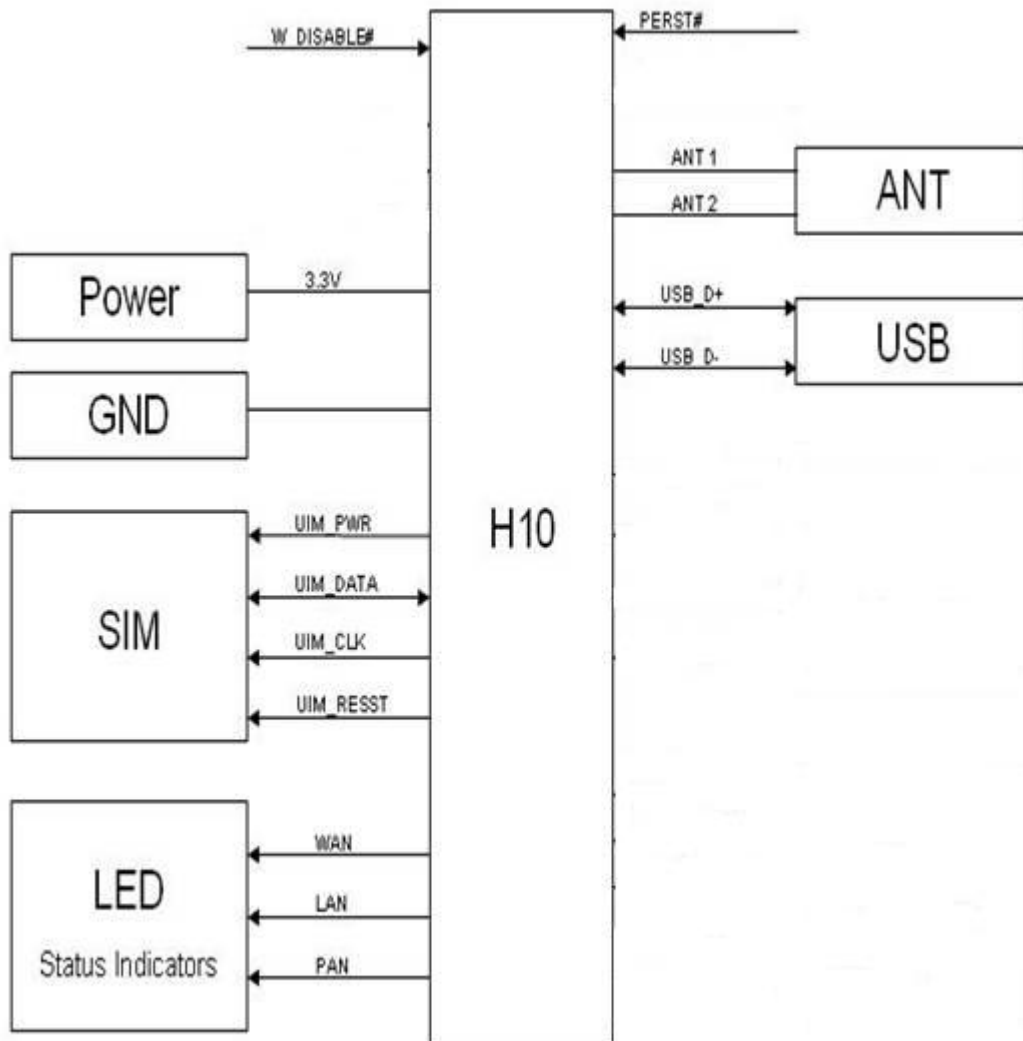 W_DISABLE#
PERST#
ANT 1
ANT
ANT 2
Power
3.3V
USB_D+
USB
USB_D-
GND
H10
SIM
UIM_PWR
UIM_DATA
UIM_CLK
UIM_RESST
LED
Status Indicators
WAN
LAN
PAN